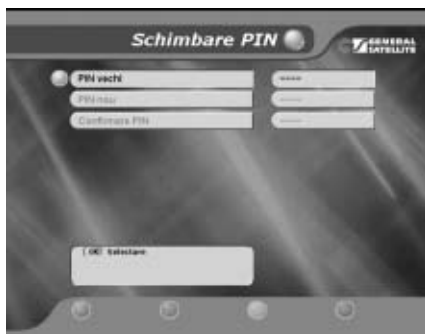 Schimbare PIN
GENERAL
SATELLITE
PIN vechi ----
PIN nou ----
Confirmare PIN ----
[ OK] Selectare